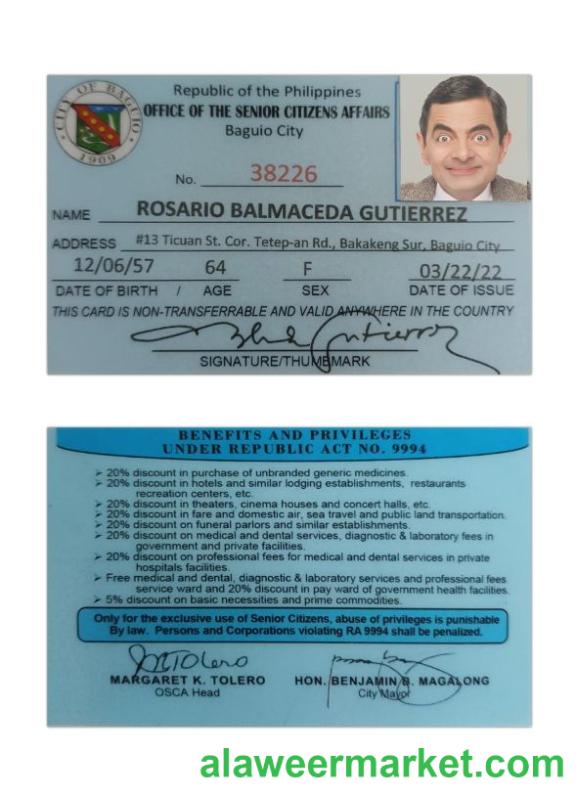 CITY OF BAGUIO
1909
Republic of the Philippines
OFFICE OF THE SENIOR CITIZENS AFFAIRS
Baguio City
No. 38226
NAME ROSARIO BALMACEDA GUTIERREZ
ADDRESS #13 Ticuan St. Cor. Tetep-an Rd., Bakakeng Sur, Baguio City
12/06/57 64 F 03/22/22
DATE OF BIRTH / AGE SEX DATE OF ISSUE
THIS CARD IS NON-TRANSFERRABLE AND VALID ANYWHERE IN THE COUNTRY
Gutierrez
SIGNATURE/THUMBMARK
BENEFITS AND PRIVILEGES
UNDER REPUBLIC ACT NO. 9994
➢ 20% discount in purchase of unbranded generic medicines.
➢ 20% discount in hotels and similar lodging establishments, restaurants
recreation centers, etc.
➢ 20% discount in theaters, cinema houses and concert halls, etc.
➢ 20% discount in fare and domestic air, sea travel and public land transportation.
➢ 20% discount on funeral parlors and similar establishments.
➢ 20% discount on medical and dental services, diagnostic & laboratory fees in
government and private facilities.
➢ 20% discount on professional fees for medical and dental services in private
hospitals facilities.
➢ Free medical and dental, diagnostic & laboratory services and professional fees
service ward and 20% discount in pay ward of government health facilities.
➢ 5% discount on basic necessities and prime commodities.
Only for the exclusive use of Senior Citizens, abuse of privileges is punishable
By law. Persons and Corporations violating RA 9994 shall be penalized.
MKTolero
MARGARET K. TOLERO HON. BENJAMIN B. MAGALONG
OSCA Head City Mayor
alaweermarket.com